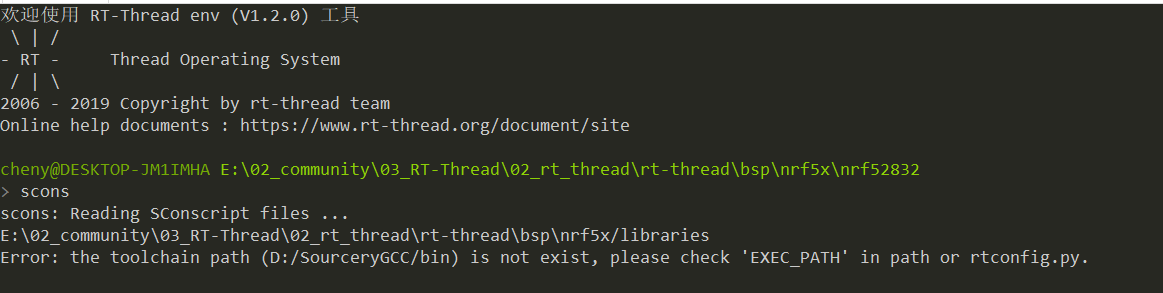 欢迎使用 RT-Thread env (V1.2.0) 工具
 \ | /
- RT -     Thread Operating System
 / | \
2006 - 2019 Copyright by rt-thread team
Online help documents : https://www.rt-thread.org/document/site
cheny@DESKTOP-JM1IMHA E:\02_community\03_RT-Thread\02_rt_thread\rt-thread\bsp\nrf5x\nrf52832
> scons
scons: Reading SConscript files ...
E:\02_community\03_RT-Thread\02_rt_thread\rt-thread\bsp\nrf5x/libraries
Error: the toolchain path (D:/SourceryGCC/bin) is not exist, please check 'EXEC_PATH' in path or rtconfig.py.